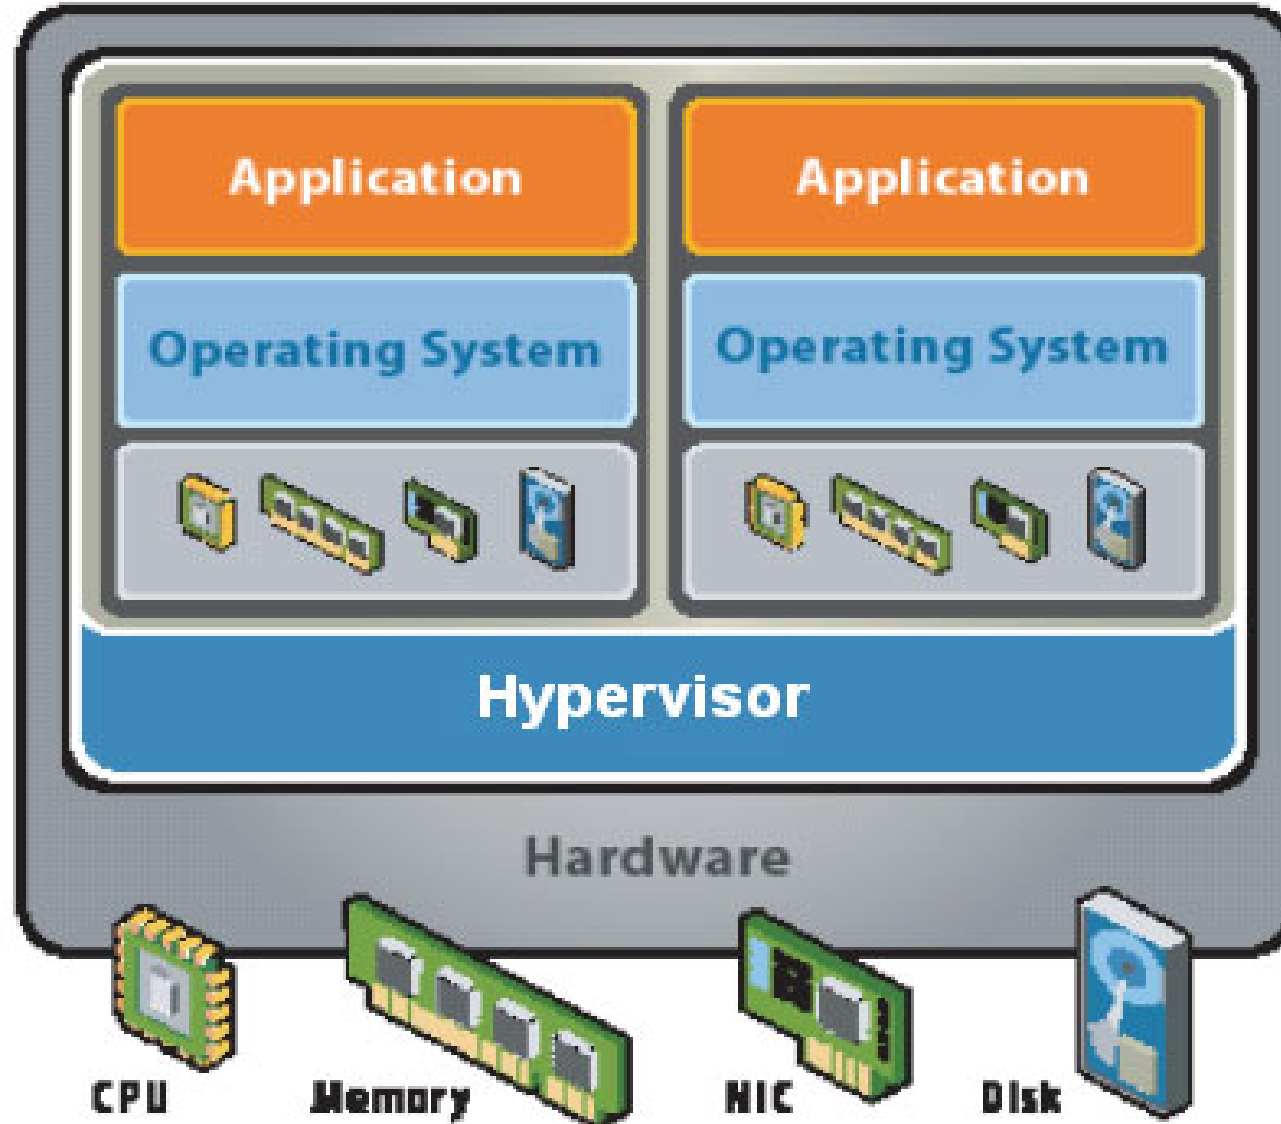 Application
Application
Operating System
Operating System
Hypervisor
Hardware
CPU
Memory
NIC
Disk